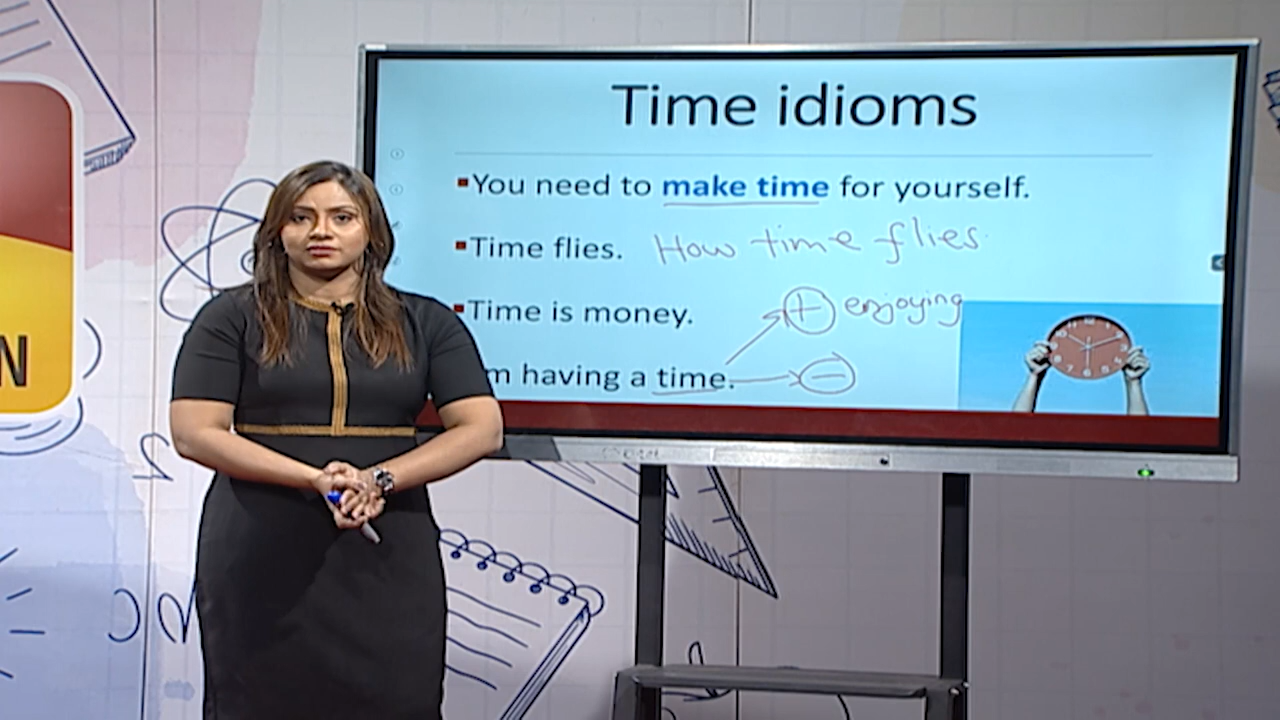 Time idioms
You need to make time for yourself.
Time flies. How time flies
Time is money.
+ enjoying
m having a time. -
N